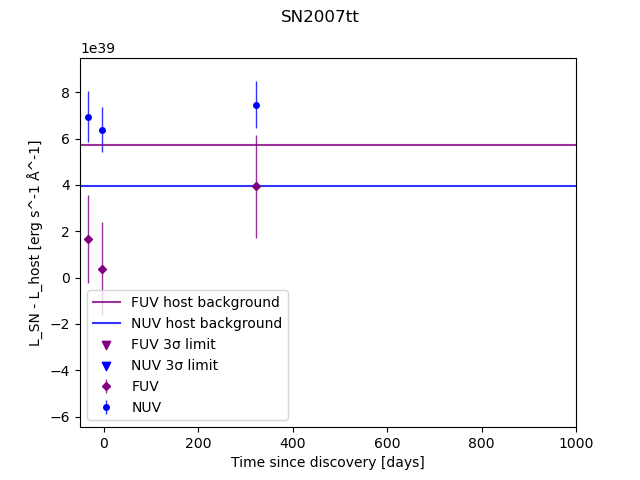 SN2007tt
1e39
L_SN - L_host [erg s^-1 Å^-1]
8
6
4
2
0
−2
−4
−6
FUV host background
NUV host background
FUV 3σ limit
NUV 3σ limit
FUV
NUV
0 200 400 600 800 1000
Time since discovery [days]